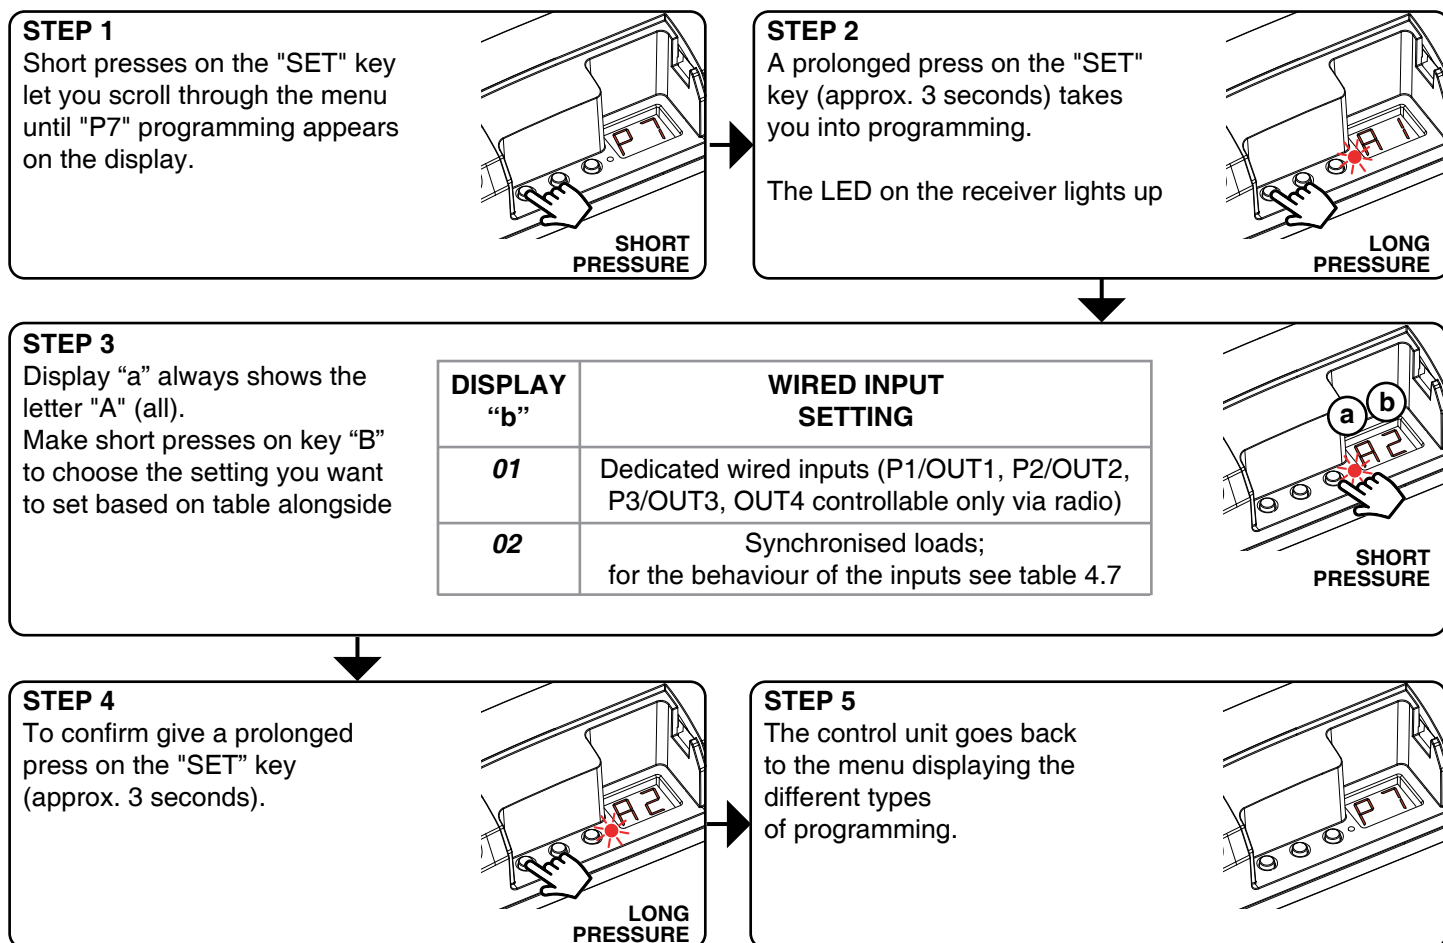 STEP 1
Short presses on the "SET" key
let you scroll through the menu
until "P7" programming appears
on the display.
P 7
SHORT
PRESSURE
STEP 2
A prolonged press on the "SET"
key (approx. 3 seconds) takes
you into programming.
The LED on the receiver lights up
A 1
LONG
PRESSURE
STEP 3
Display “a” always shows the
letter "A" (all).
Make short presses on key “B”
to choose the setting you want
to set based on table alongside
DISPLAY
“b”
WIRED INPUT
SETTING
01
Dedicated wired inputs (P1/OUT1, P2/OUT2,
P3/OUT3, OUT4 controllable only via radio)
02
Synchronised loads;
for the behaviour of the inputs see table 4.7
a b
A 2
SHORT
PRESSURE
STEP 4
To confirm give a prolonged
press on the "SET” key
(approx. 3 seconds).
A 2
LONG
PRESSURE
STEP 5
The control unit goes back
to the menu displaying the
different types
of programming.
P 7